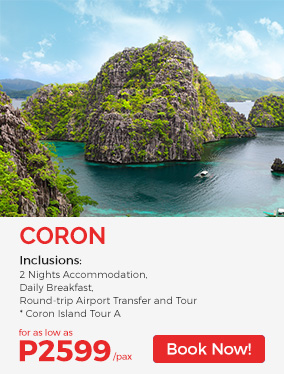 CORON
Inclusions:
2 Nights Accommodation,
Daily Breakfast,
Round-trip Airport Transfer and Tour
* Coron Island Tour A
for as low as
P2599/pax
Book Now!